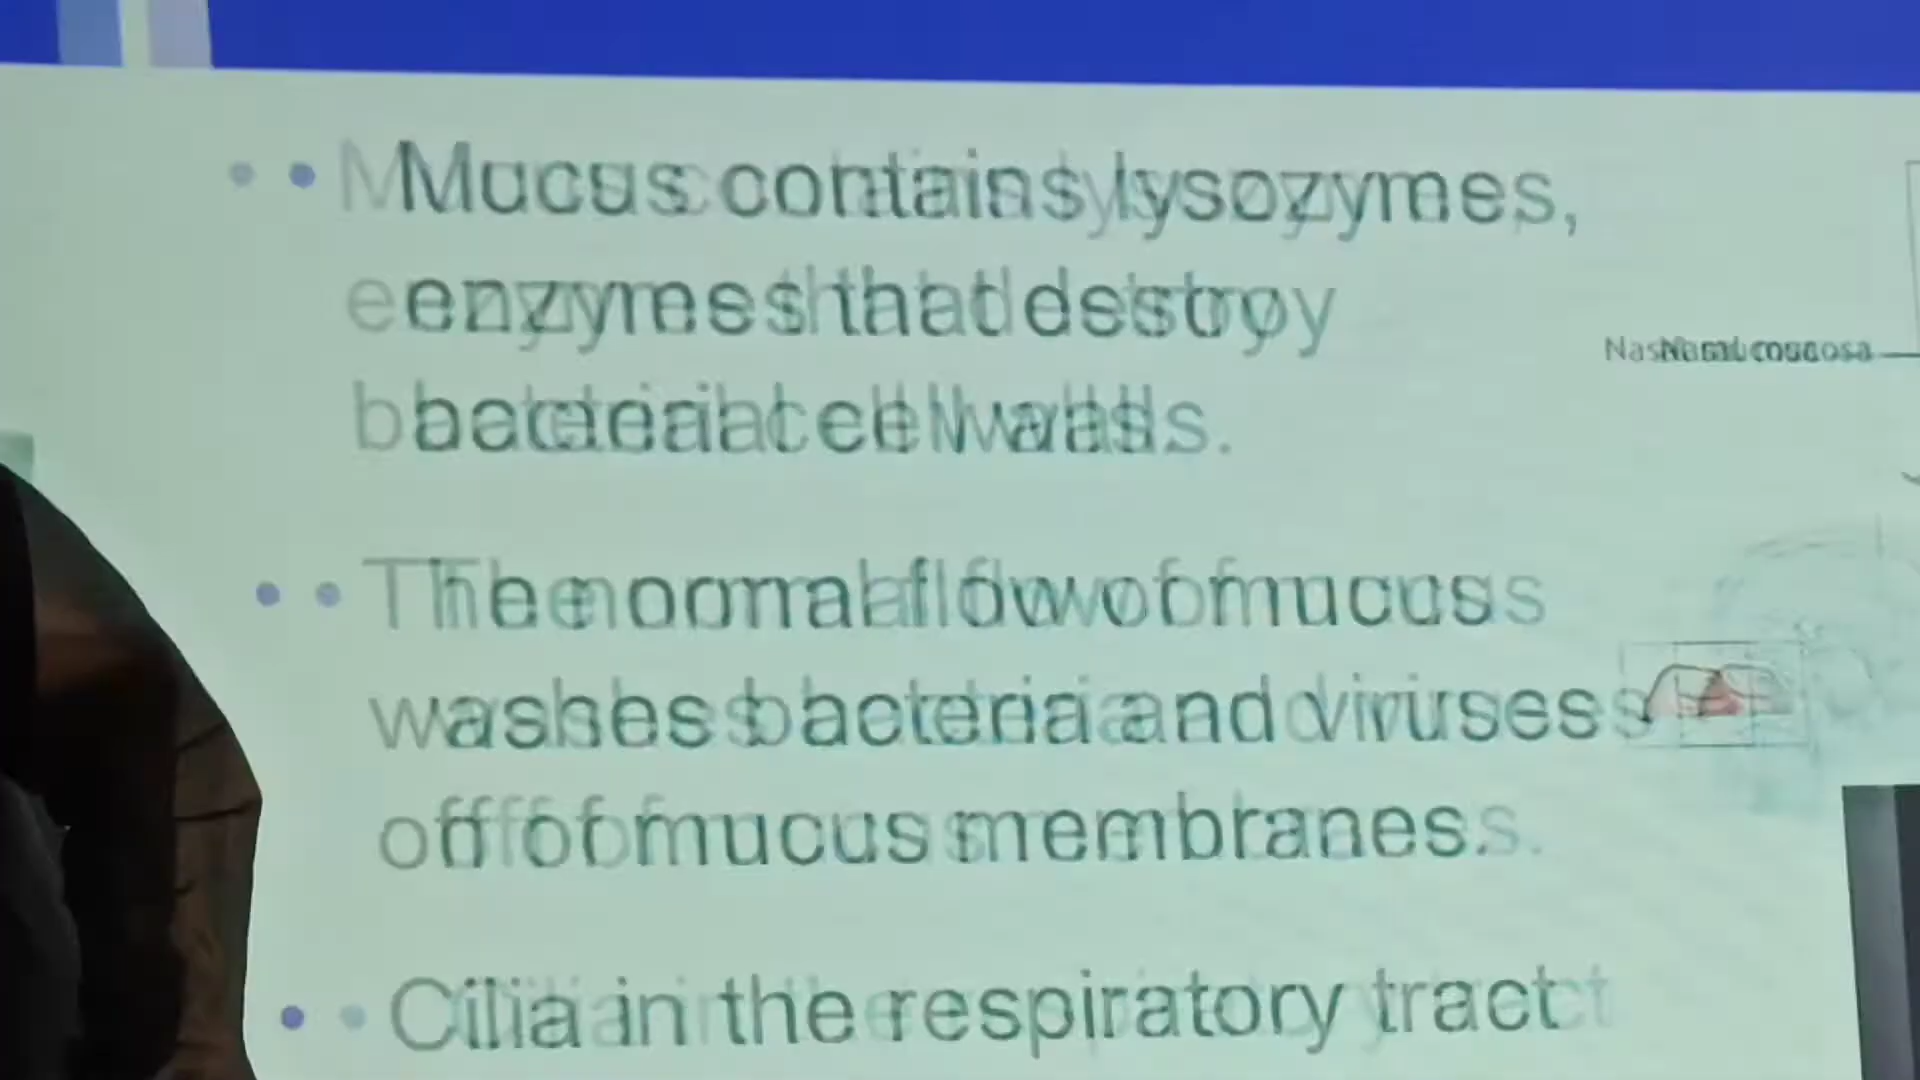 • Mucus contains lysozymes,
enzymes that destroy
bacterial cell walls.
Nasal mucosa
• The normal flow of mucus
washes bacteria and viruses
off of mucus membranes.
• Cilia in the respiratory tract